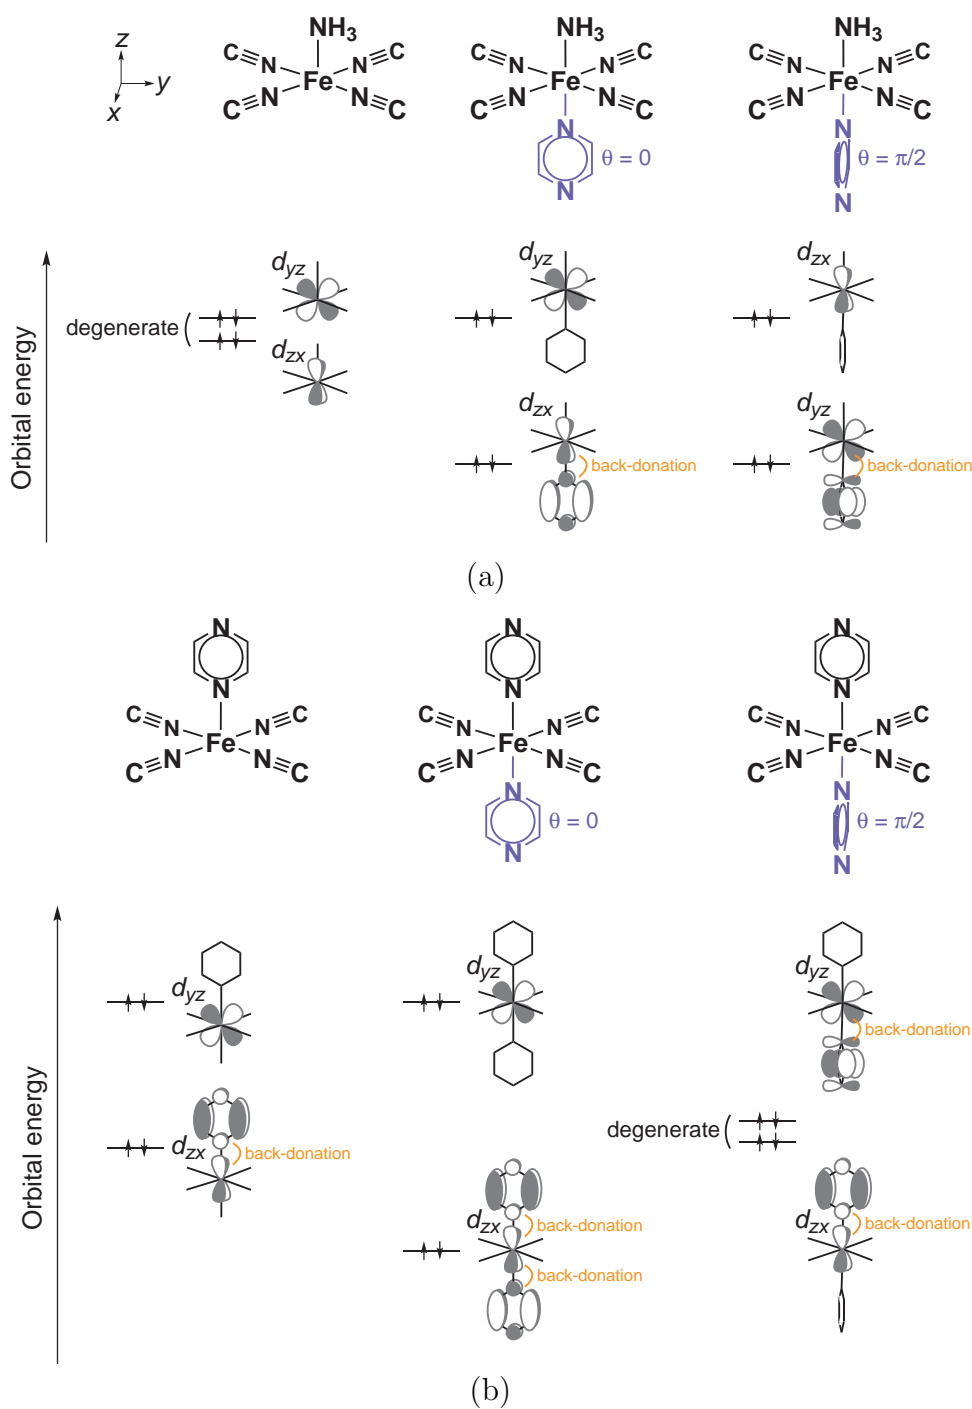 z
y
x
NH3
C≡N
N≡C
Fe
C≡N
N≡C
NH3
C≡N
N≡C
Fe
C≡N
N≡C
N
θ = 0
N
NH3
C≡N
N≡C
Fe
C≡N
N≡C
N
θ = π/2
N
Orbital energy
degenerate
dyz
dzx
dyz
dzx
back-donation
dzx
dyz
back-donation
(a)
N
N
C≡N
N≡C
Fe
C≡N
N≡C
N
N
C≡N
N≡C
Fe
C≡N
N≡C
N
θ = 0
N
N
N
C≡N
N≡C
Fe
C≡N
N≡C
N
θ = π/2
N
Orbital energy
dyz
dzx
back-donation
dyz
dzx
back-donation
back-donation
dyz
back-donation
degenerate
dzx
back-donation
(b)